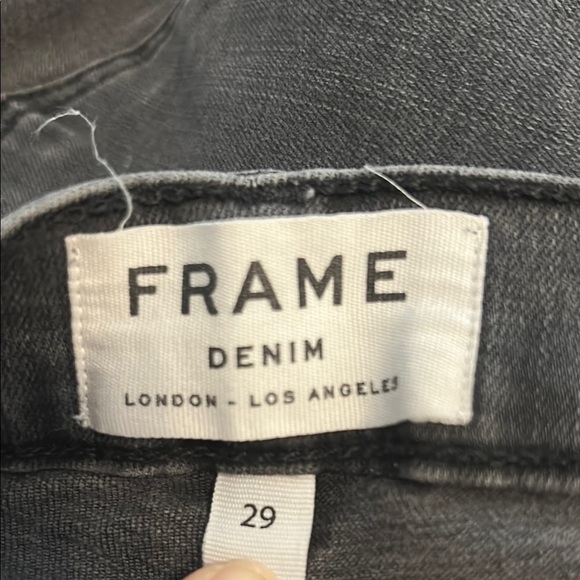 FRAME
DENIM
LONDON - LOS ANGELES
29